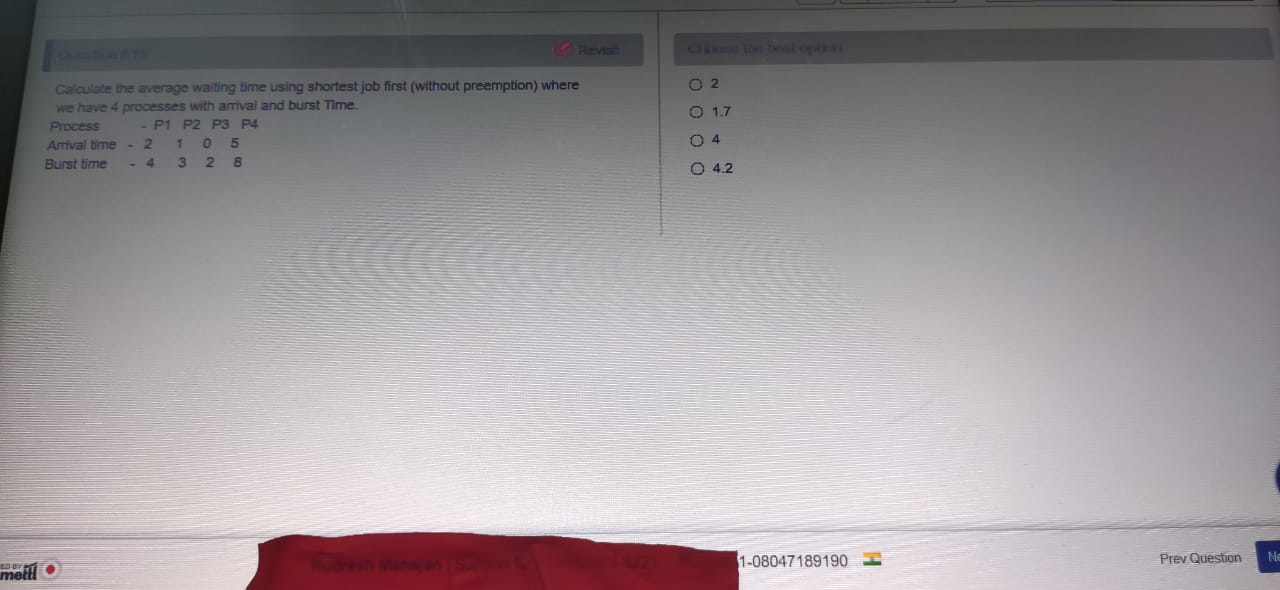 Question # 15
Revisit
Calculate the average waiting time using shortest job first (without preemption) where
we have 4 processes with arrival and burst Time.
Process - P1 P2 P3 P4
Arrival time - 2 1 0 5
Burst time - 4 3 2 8
Choose the best option
2
1.7
4
4.2
mettl
1-08047189190
Prev Question